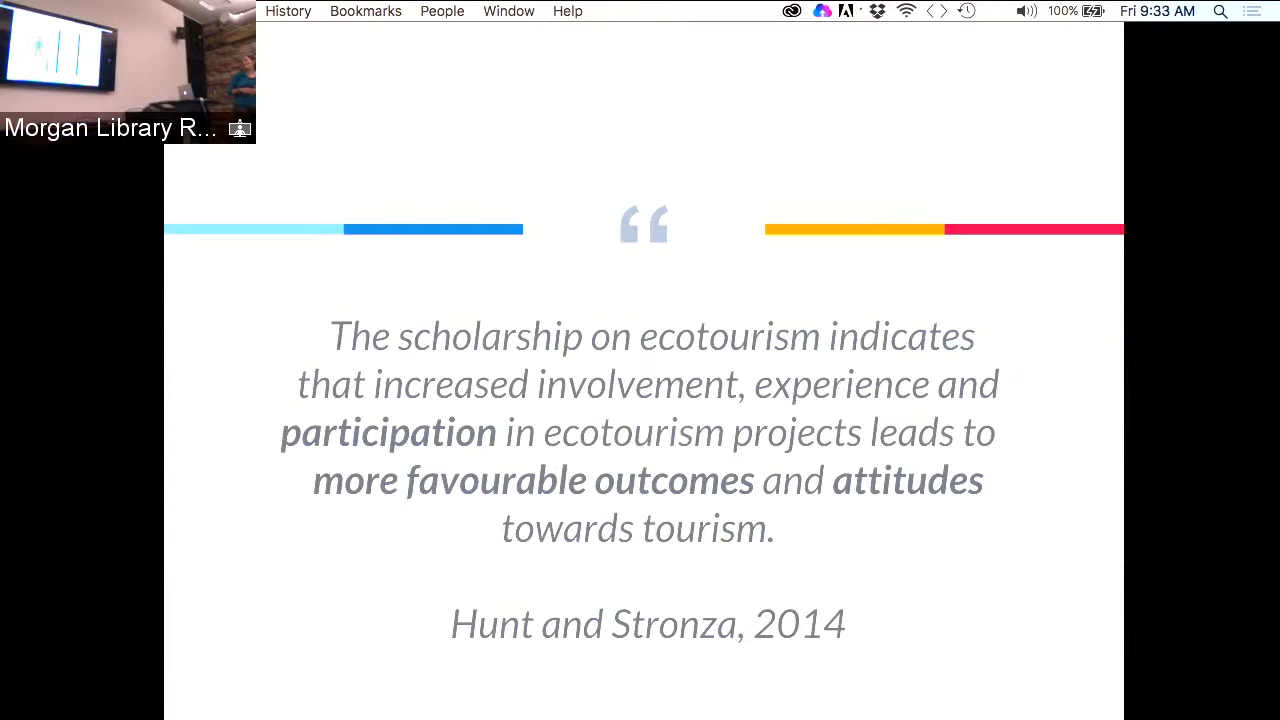 History Bookmarks People Window Help 100% Fri 9:33 AM
Morgan Library R...
“
The scholarship on ecotourism indicates
that increased involvement, experience and
participation in ecotourism projects leads to
more favourable outcomes and attitudes
towards tourism.
Hunt and Stronza, 2014